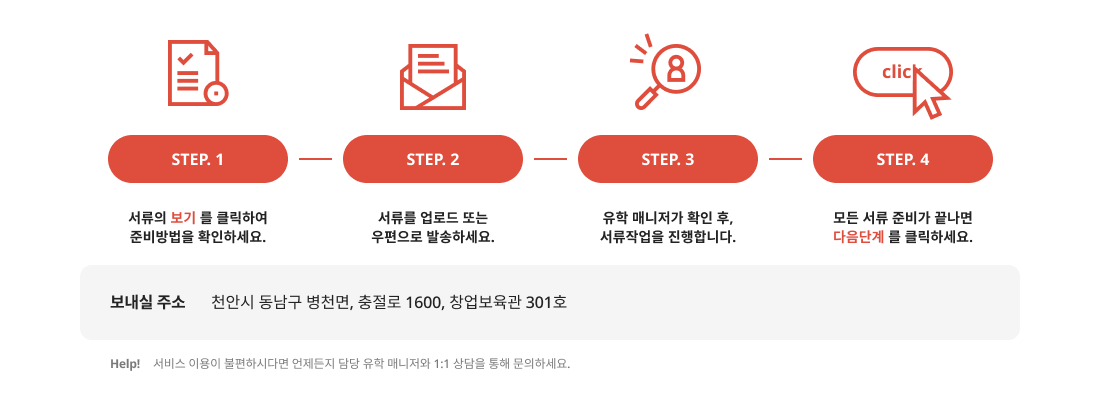 click
STEP. 1
STEP. 2
STEP. 3
STEP. 4
서류의 보기 를 클릭하여
준비방법을 확인하세요.
서류를 업로드 또는
우편으로 발송하세요.
유학 매니저가 확인 후,
서류작업을 진행합니다.
모든 서류 준비가 끝나면
다음단계 를 클릭하세요.
보내실 주소 천안시 동남구 병천면, 충절로 1600, 창업보육관 301호
Help! 서비스 이용이 불편하시다면 언제든지 담당 유학 매니저와 1:1 상담을 통해 문의하세요.